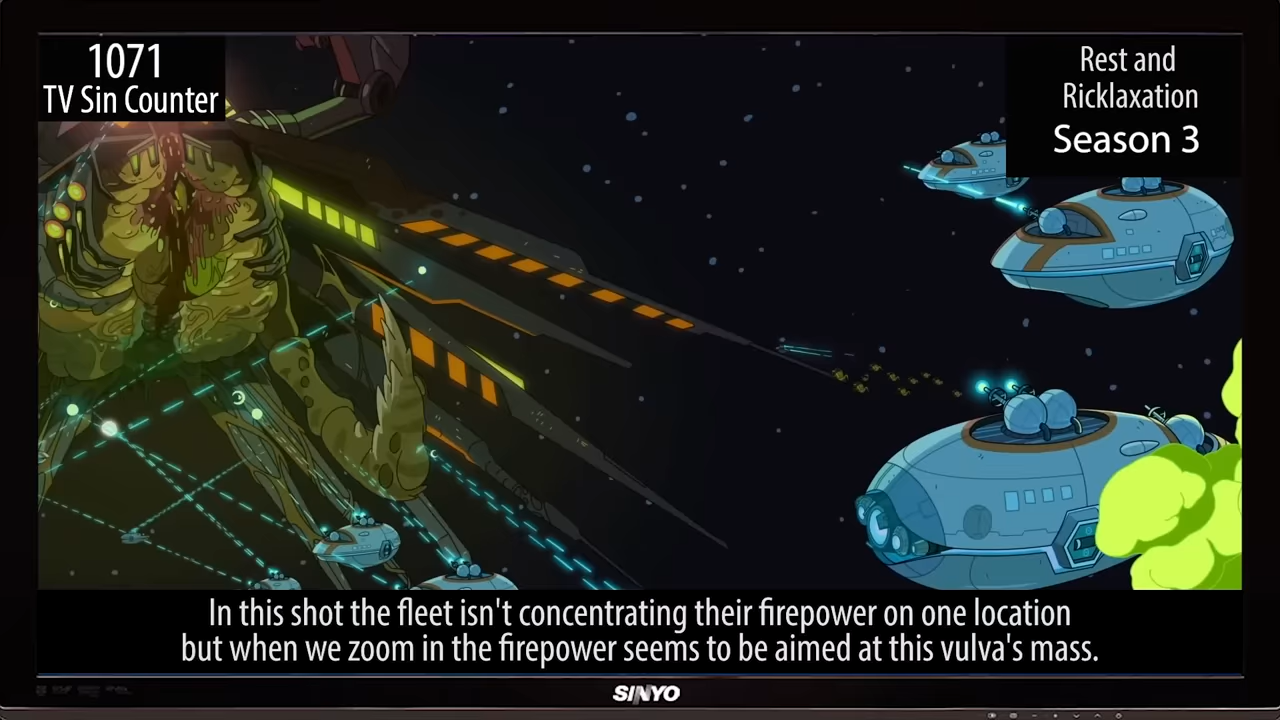 1071
TV Sin Counter
Rest and
Ricklaxation
Season 3
In this shot the fleet isn't concentrating their firepower on one location
but when we zoom in the firepower seems to be aimed at this vulva's mass.
SINYO